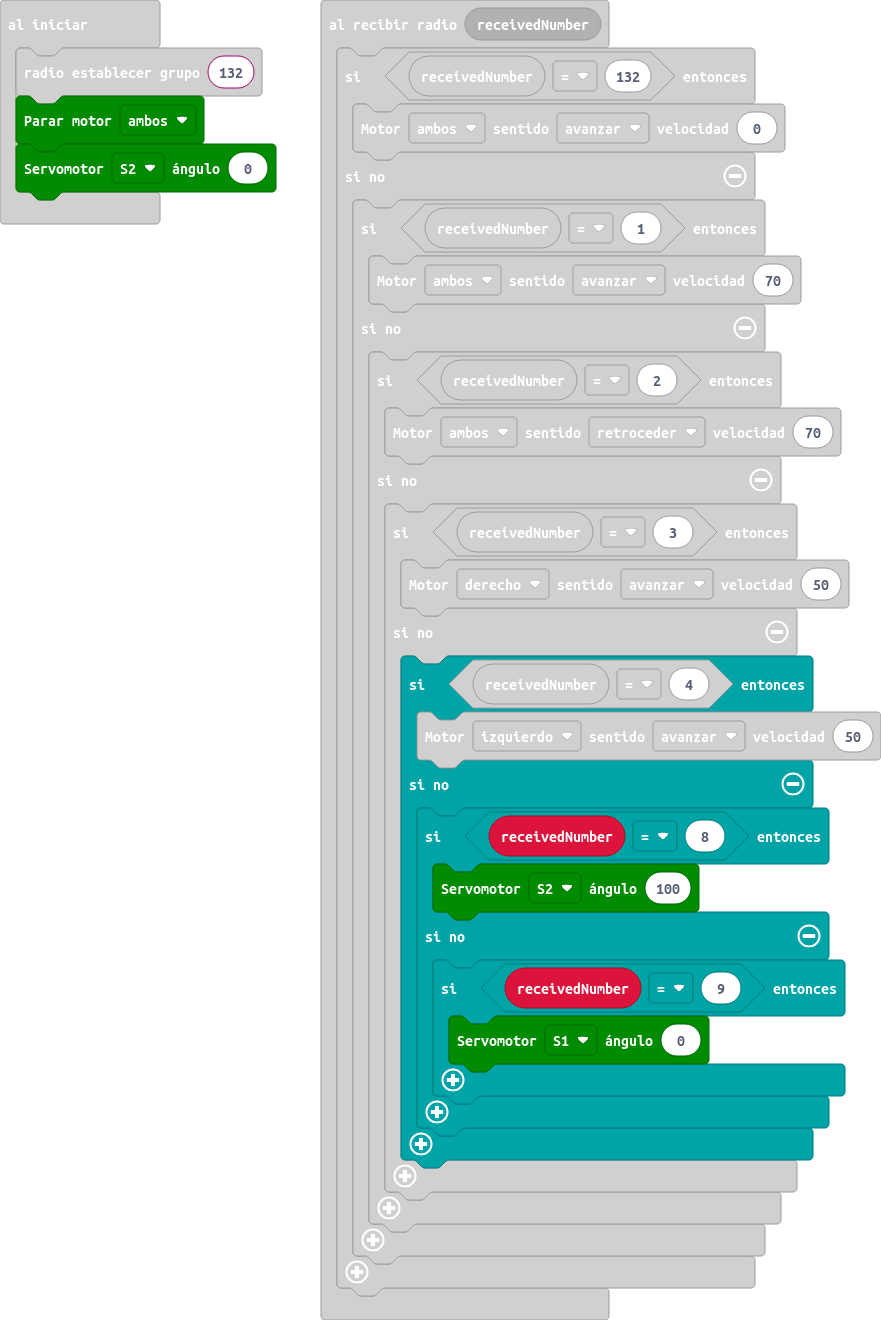 al iniciar
radio establecer grupo 132
Parar motor ambos
Servomotor S2 ángulo 0
al recibir radio receivedNumber
si receivedNumber = 132 entonces
Motor ambos sentido avanzar velocidad 0
si no
si receivedNumber = 1 entonces
Motor ambos sentido avanzar velocidad 70
si no
si receivedNumber = 2 entonces
Motor ambos sentido retroceder velocidad 70
si no
si receivedNumber = 3 entonces
Motor derecho sentido avanzar velocidad 50
si no
si receivedNumber = 4 entonces
Motor izquierdo sentido avanzar velocidad 50
si no
si receivedNumber = 8 entonces
Servomotor S2 ángulo 100
si no
si receivedNumber = 9 entonces
Servomotor S1 ángulo 0